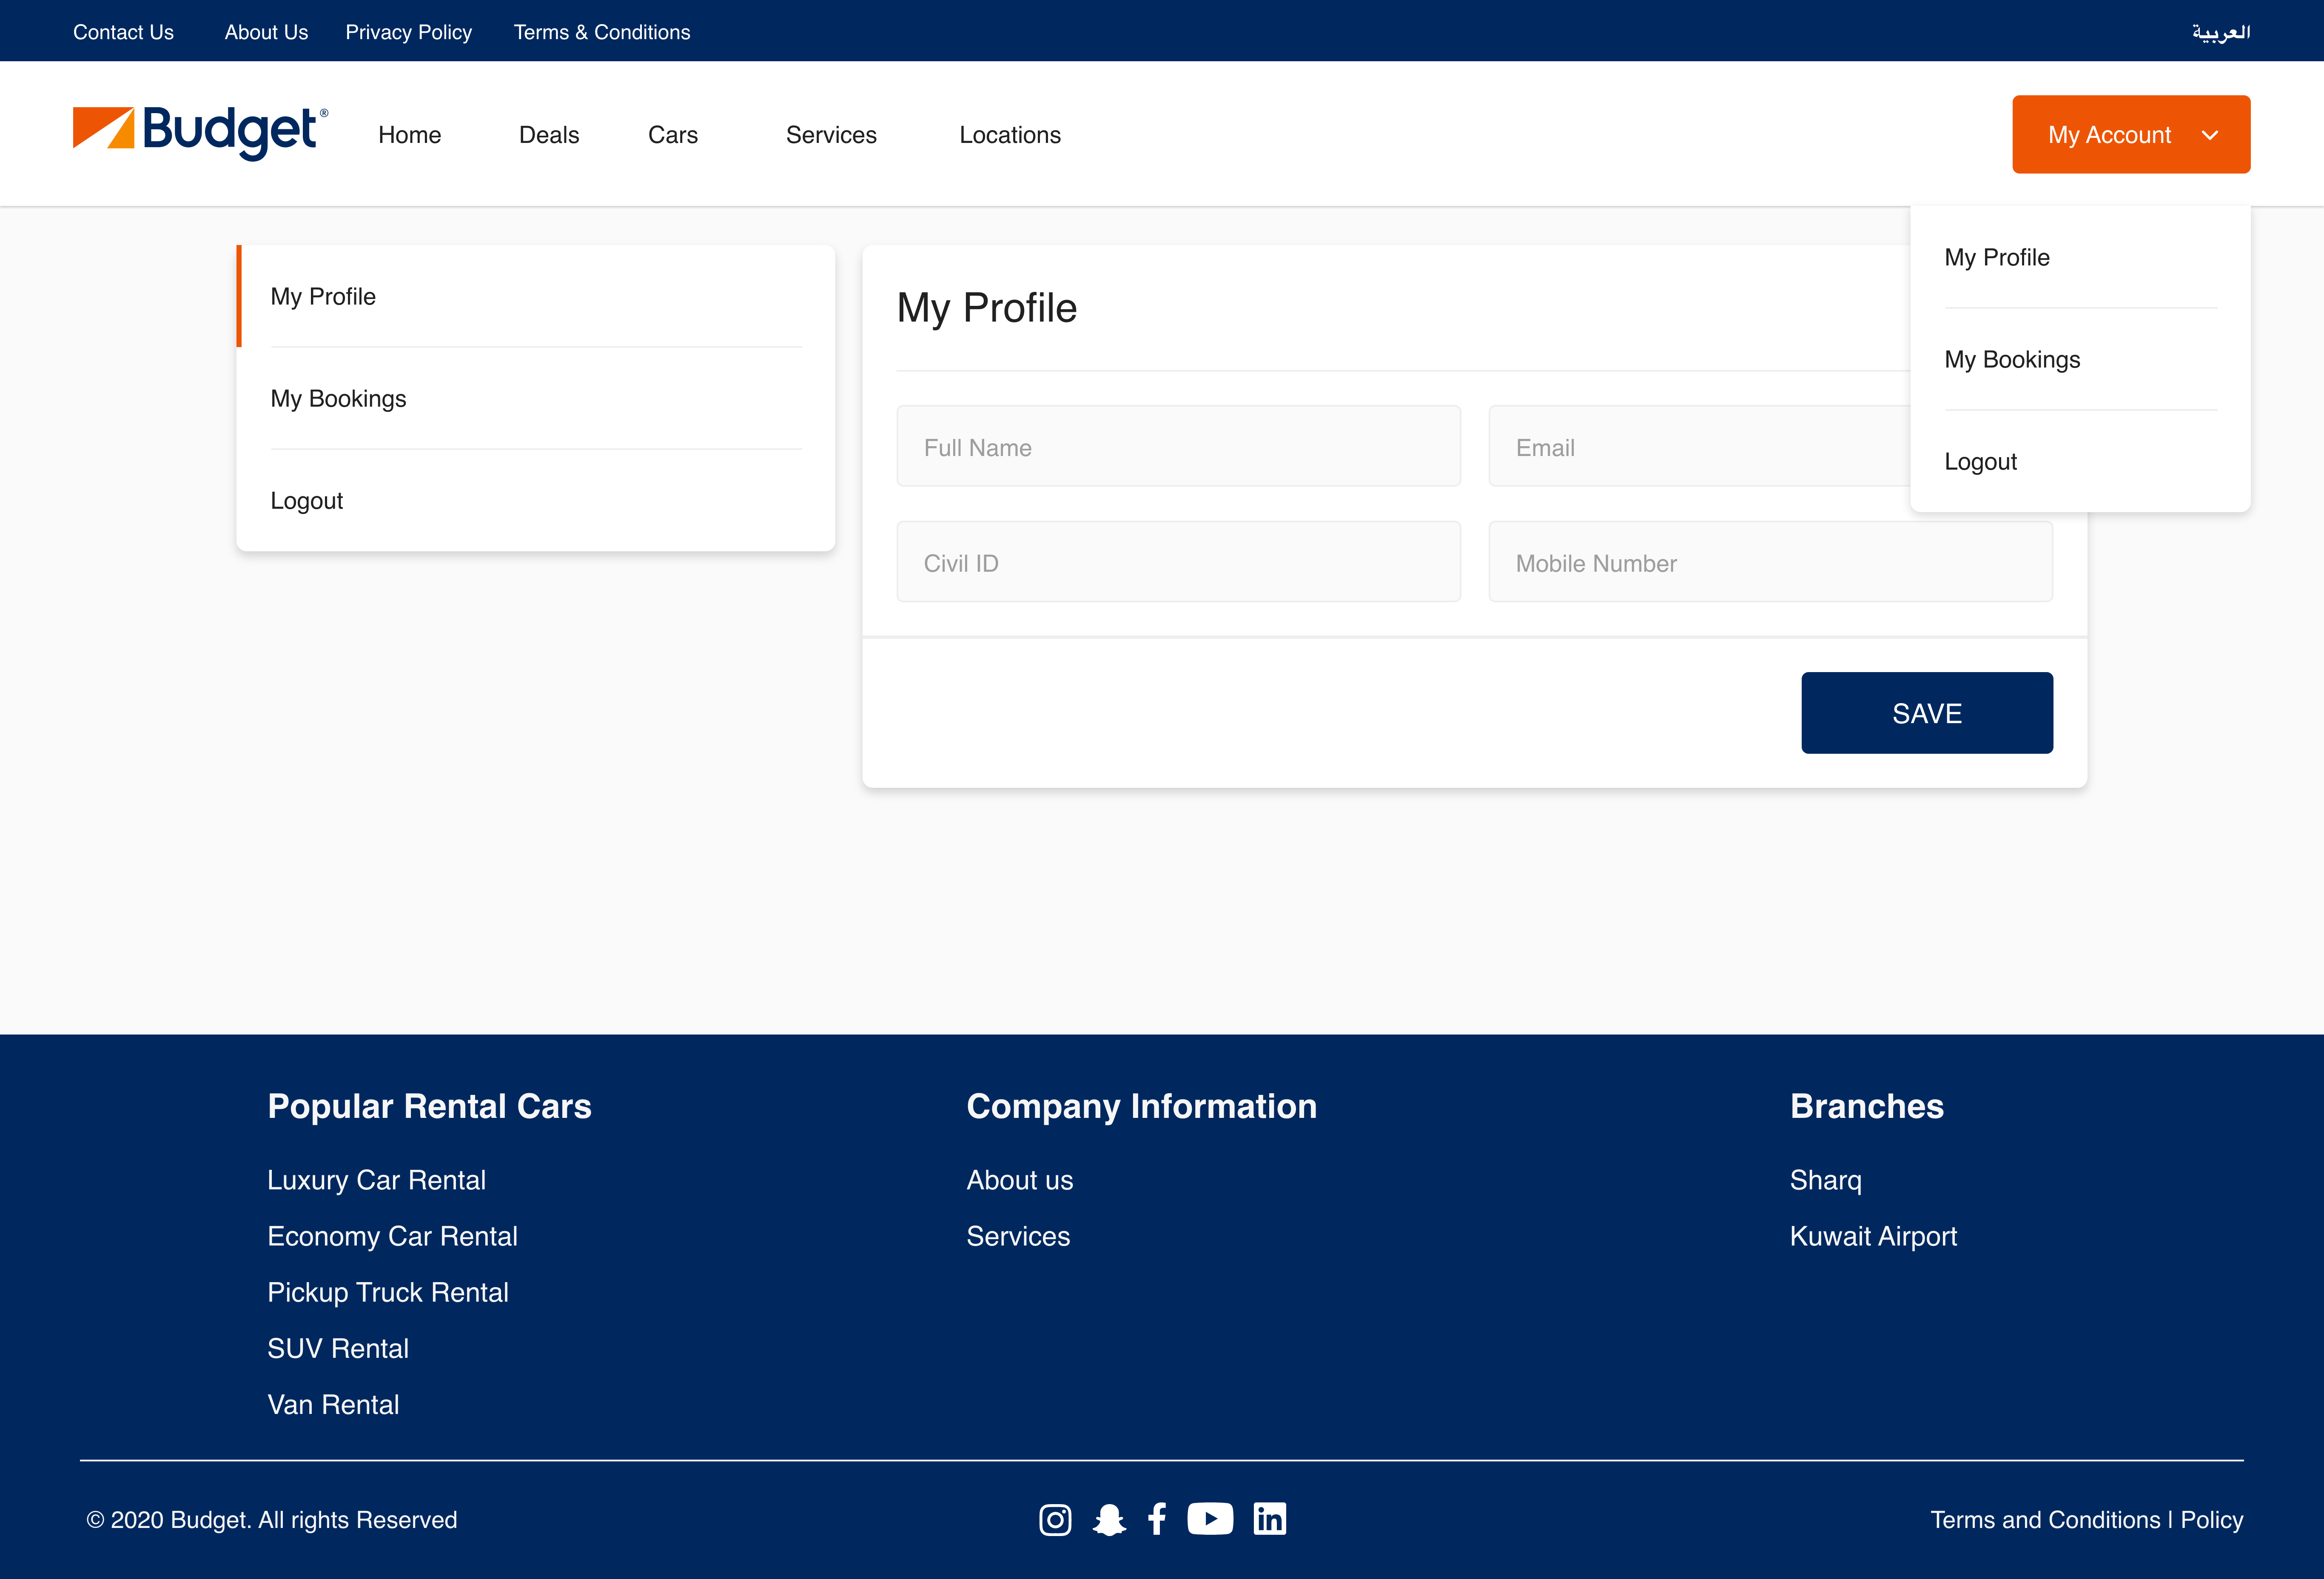 Contact Us About Us Privacy Policy Terms & Conditions العربية
Budget® Home Deals Cars Services Locations My Account
My Profile
My Bookings
Logout
My Profile
Full Name Email
Civil ID Mobile Number
SAVE
My Profile
My Bookings
Logout
Popular Rental Cars
Luxury Car Rental
Economy Car Rental
Pickup Truck Rental
SUV Rental
Van Rental
Company Information
About us
Services
Branches
Sharq
Kuwait Airport
© 2020 Budget. All rights Reserved
Terms and Conditions | Policy